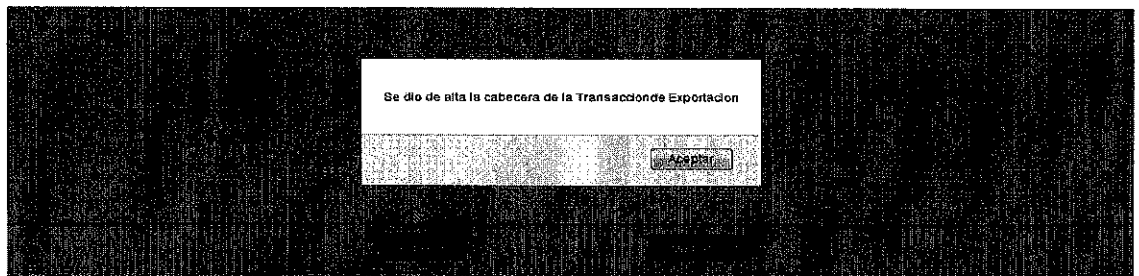 Se dio de alta la cabecera de la Transaccionde Exportacion
Aceptar